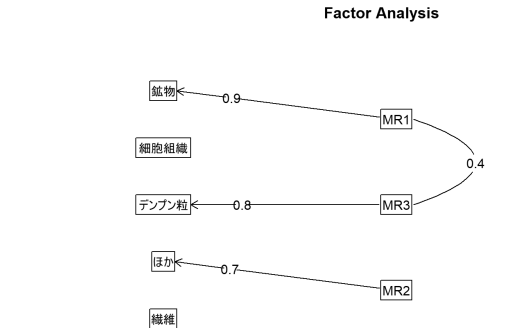 Factor Analysis
鉱物
0.9
MR1
細胞組織
0.4
デンプン粒
0.8
MR3
ほか
0.7
MR2
繊維